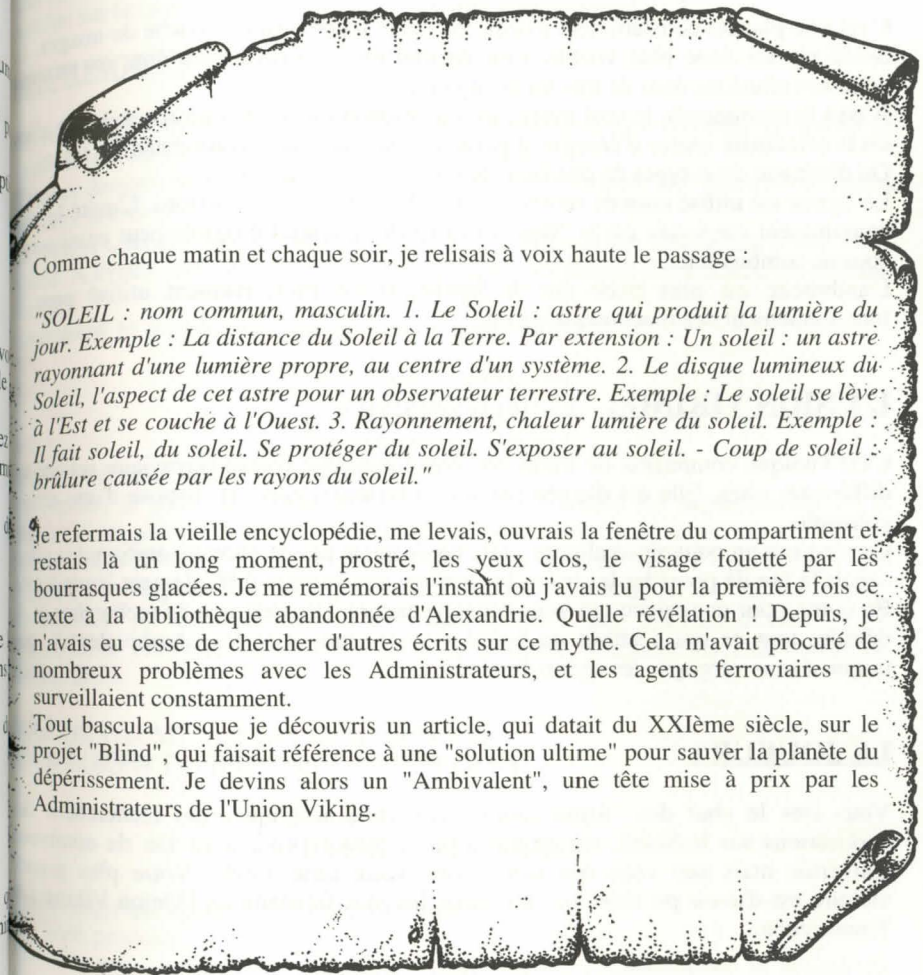 Comme chaque matin et chaque soir, je relisais à voix haute le passage :
"SOLEIL : nom commun, masculin. 1. Le Soleil : astre qui produit la lumière du
jour. Exemple : La distance du Soleil à la Terre. Par extension : Un soleil : un astre
rayonnant d'une lumière propre, au centre d'un système. 2. Le disque lumineux du
Soleil, l'aspect de cet astre pour un observateur terrestre. Exemple : Le soleil se lève
à l'Est et se couche à l'Ouest. 3. Rayonnement, chaleur lumière du soleil. Exemple :
Il fait soleil, du soleil. Se protéger du soleil. S'exposer au soleil. - Coup de soleil :
brûlure causée par les rayons du soleil."
Je refermais la vieille encyclopédie, me levais, ouvrais la fenêtre du compartiment et
restais là un long moment, prostré, les yeux clos, le visage fouetté par les
bourrasques glacées. Je me remémorais l'instant où j'avais lu pour la première fois ce
texte à la bibliothèque abandonnée d'Alexandrie. Quelle révélation ! Depuis, je
n'avais eu cesse de chercher d'autres écrits sur ce mythe. Cela m'avait procuré de
nombreux problèmes avec les Administrateurs, et les agents ferroviaires me
surveillaient constamment.
Tout bascula lorsque je découvris un article, qui datait du XXIème siècle, sur le
projet "Blind", qui faisait référence à une "solution ultime" pour sauver la planète du
dépérissement. Je devins alors un "Ambivalent", une tête mise à prix par les
Administrateurs de l'Union Viking.